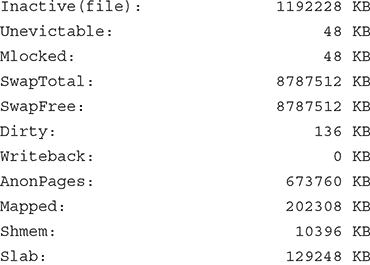 Inactive(file): 1192228 KB
Unevictable: 48 KB
Mlocked: 48 KB
SwapTotal: 8787512 KB
SwapFree: 8787512 KB
Dirty: 136 KB
Writeback: 0 KB
AnonPages: 673760 KB
Mapped: 202308 KB
Shmem: 10396 KB
Slab: 129248 KB